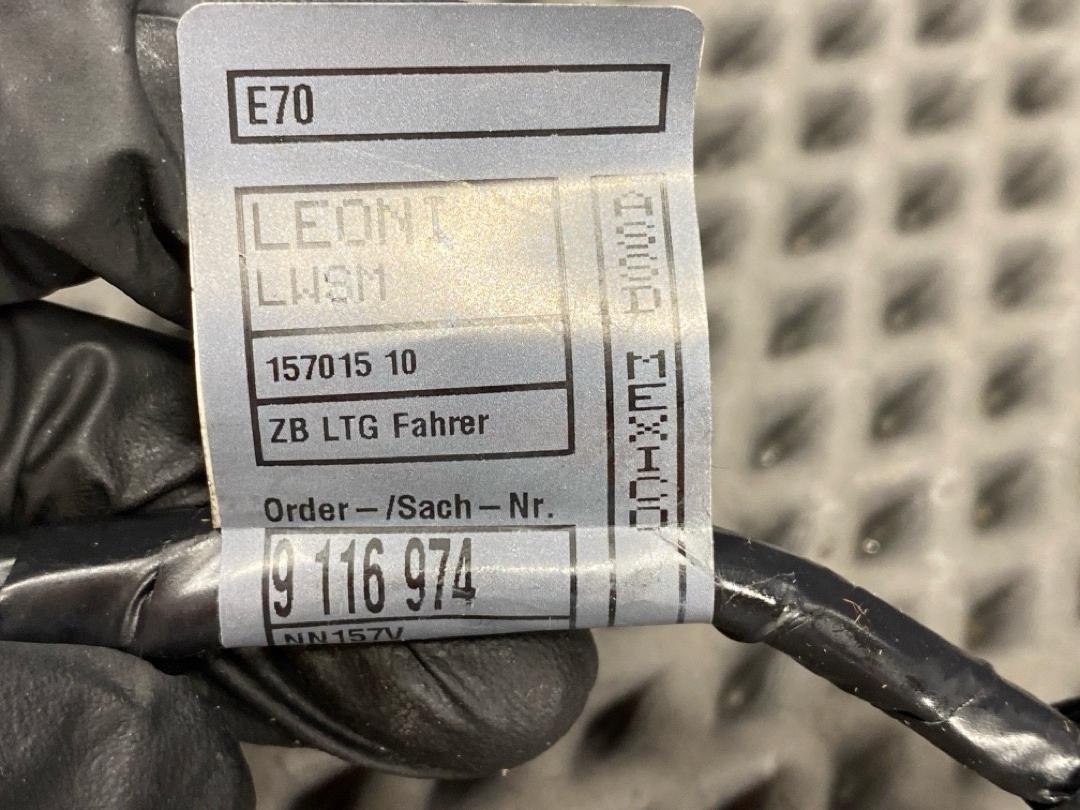 E70
LEONI
LWSM
157015 10
ZB LTG Fahrer
Order-/Sach-Nr.
9 116 974
NN157V
MEXICO